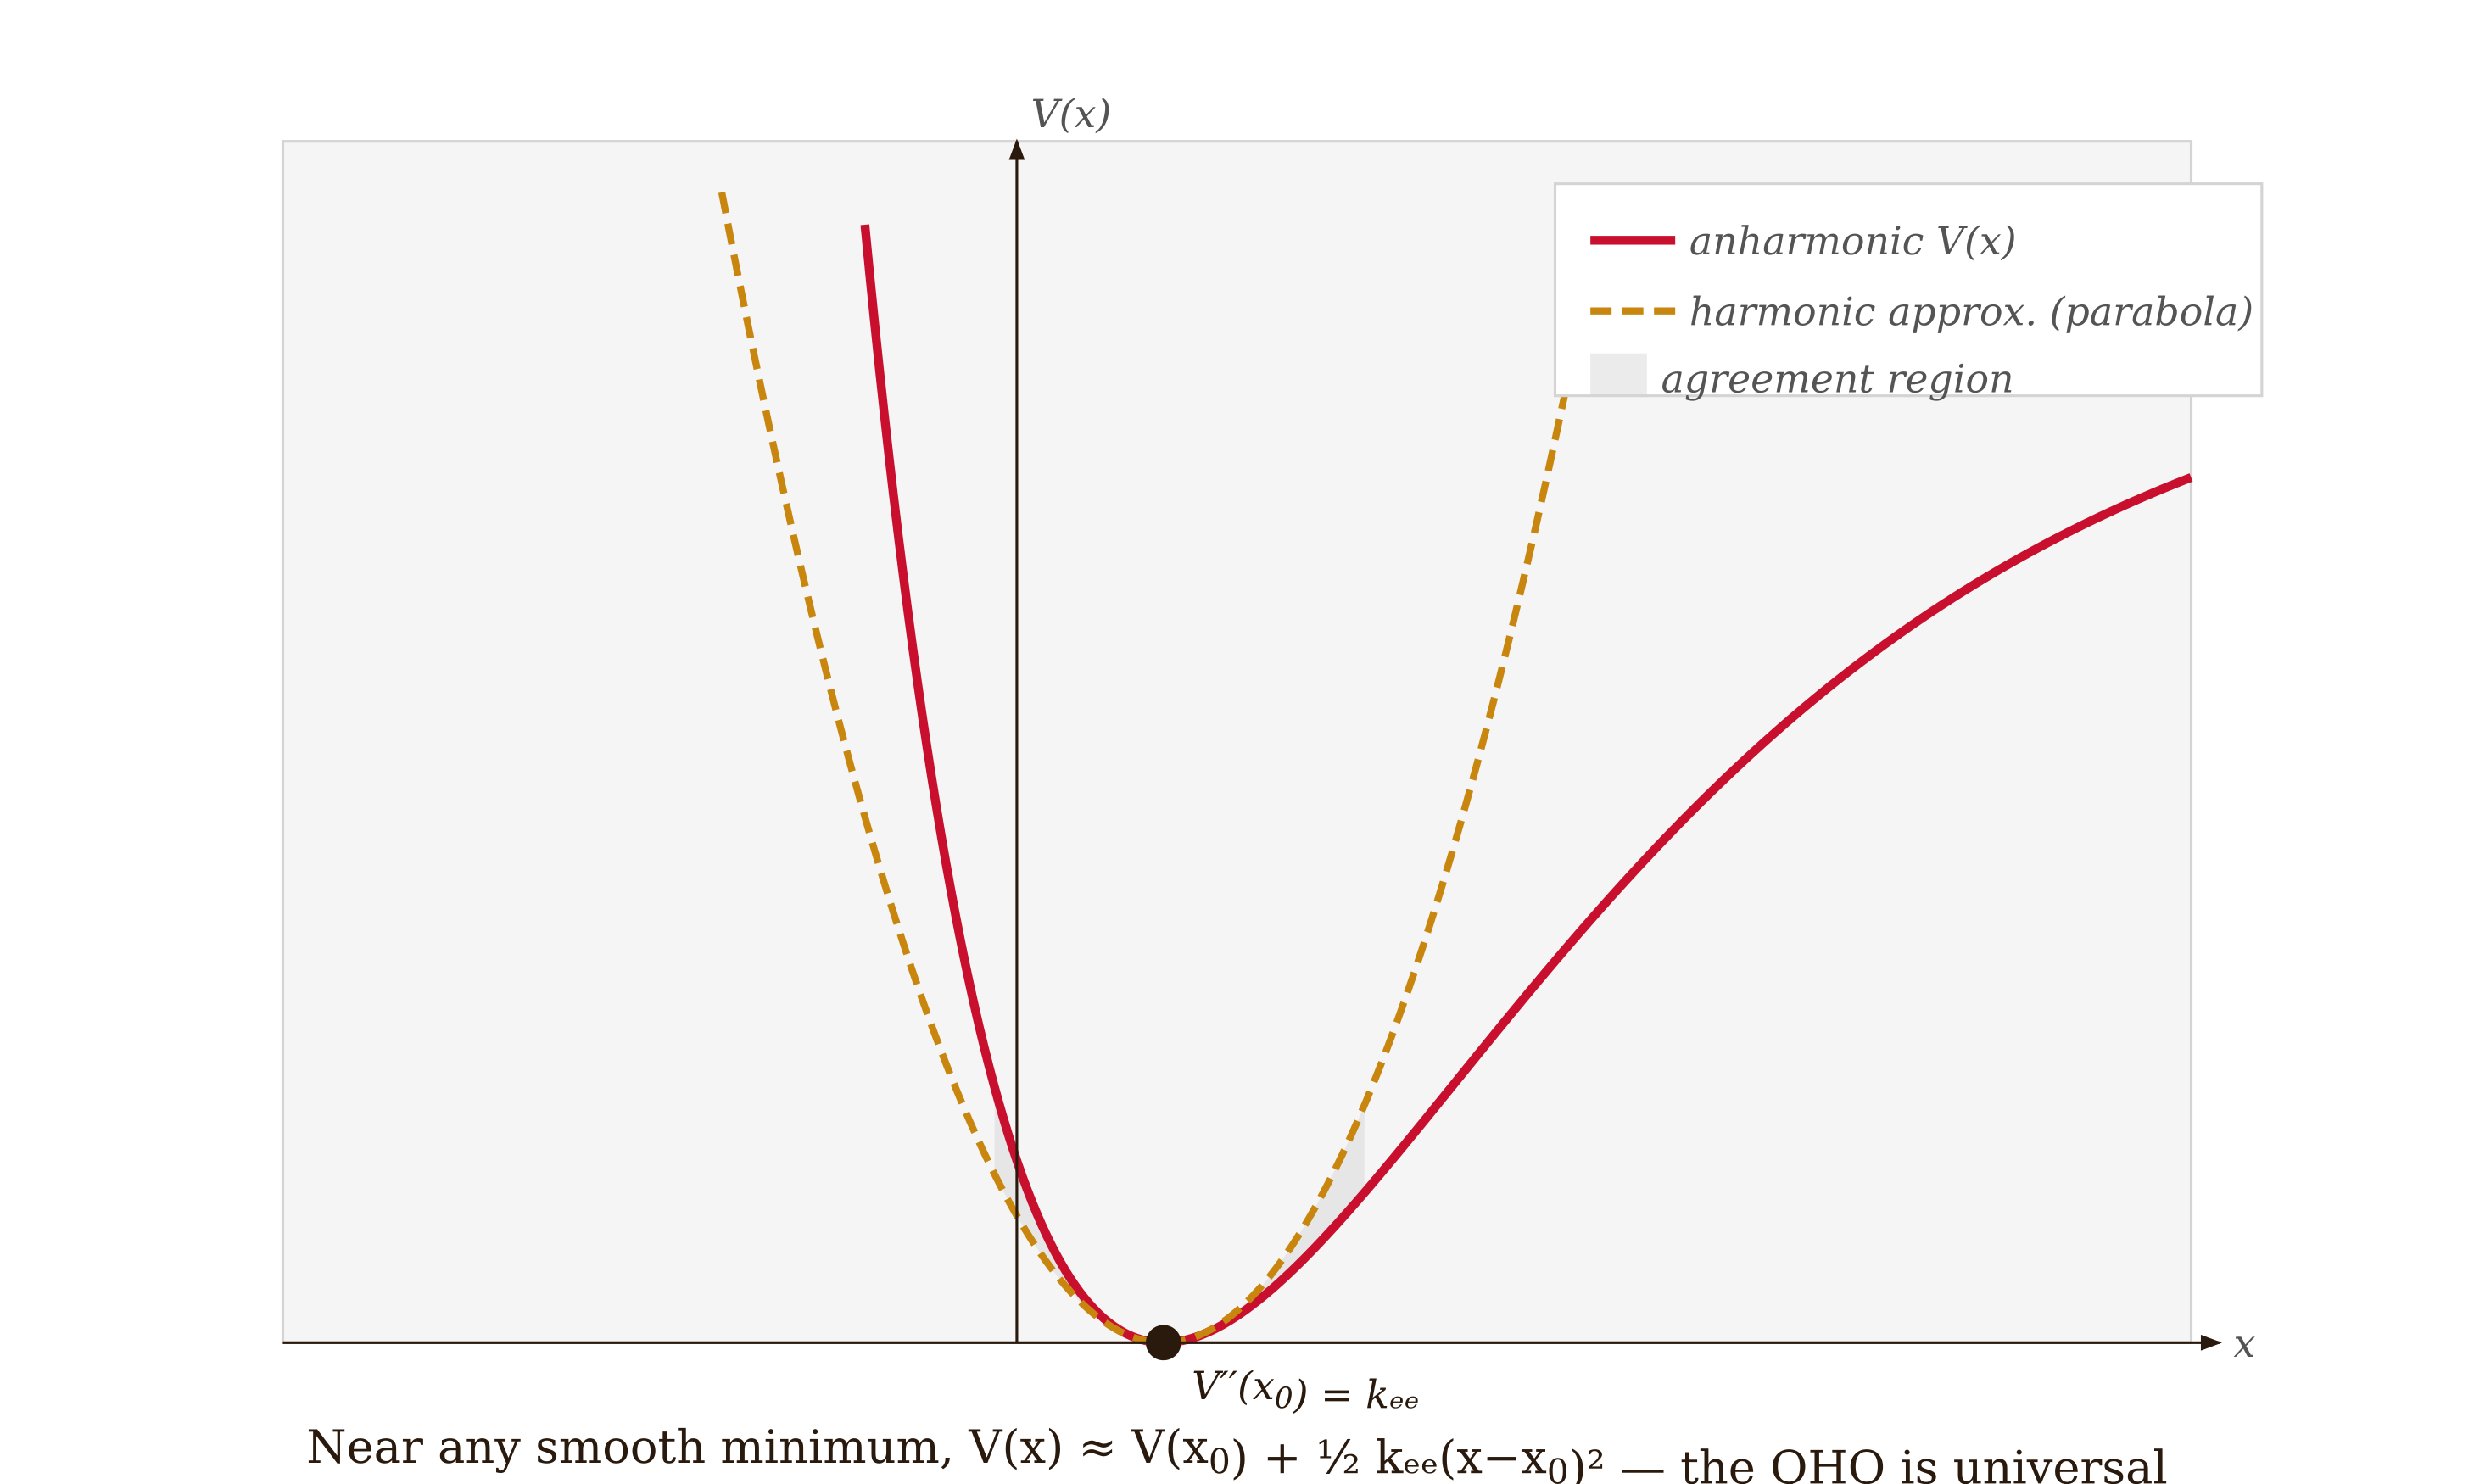 V(x)
anharmonic V(x)
harmonic approx. (parabola)
agreement region
x
V″(x₀) = kₑₑ
Near any smooth minimum, V(x) ≈ V(x₀) + ½ kₑₑ(x−x₀)² — the OHO is universal